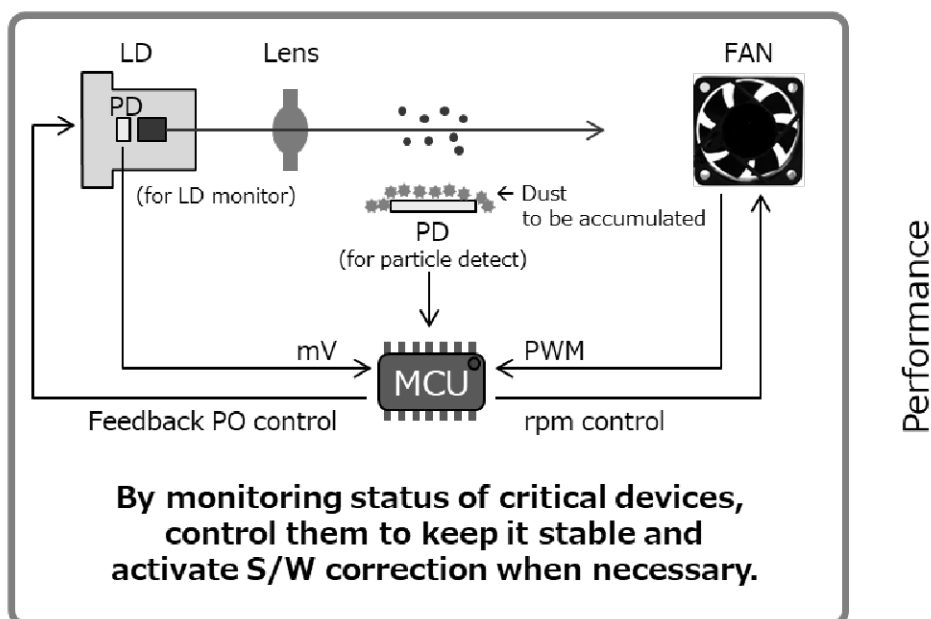 LD
Lens
FAN
PD
(for LD monitor)
← Dust
to be accumulated
PD
(for particle detect)
mV
PWM
MCU
Feedback PO control
rpm control
By monitoring status of critical devices,
control them to keep it stable and
activate S/W correction when necessary.
Performance